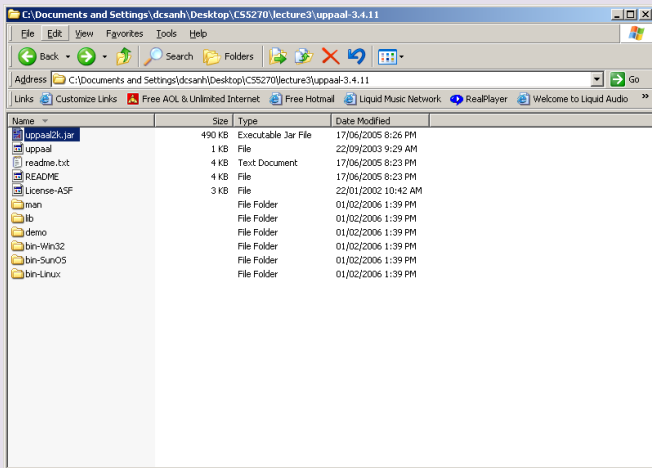 C:\Documents and Settings\dcsanh\Desktop\CS5270\lecture3\uppaal-3.4.11
File Edit View Favorites Tools Help
Back Search Folders
Address C:\Documents and Settings\dcsanh\Desktop\CS5270\lecture3\uppaal-3.4.11 Go
Links Customize Links Free AOL & Unlimited Internet Free Hotmail Liquid Music Network RealPlayer Welcome to Liquid Audio »
Name Size Type Date Modified
uppaal2k.jar 490 KB Executable Jar File 17/06/2005 8:26 PM
uppaal 1 KB File 22/09/2003 9:29 AM
readme.txt 4 KB Text Document 17/06/2005 8:23 PM
README 4 KB File 17/06/2005 8:23 PM
License-ASF 3 KB File 22/01/2002 10:42 AM
man File Folder 01/02/2006 1:39 PM
lib File Folder 01/02/2006 1:39 PM
demo File Folder 01/02/2006 1:39 PM
bin-Win32 File Folder 01/02/2006 1:39 PM
bin-SunOS File Folder 01/02/2006 1:39 PM
bin-Linux File Folder 01/02/2006 1:39 PM